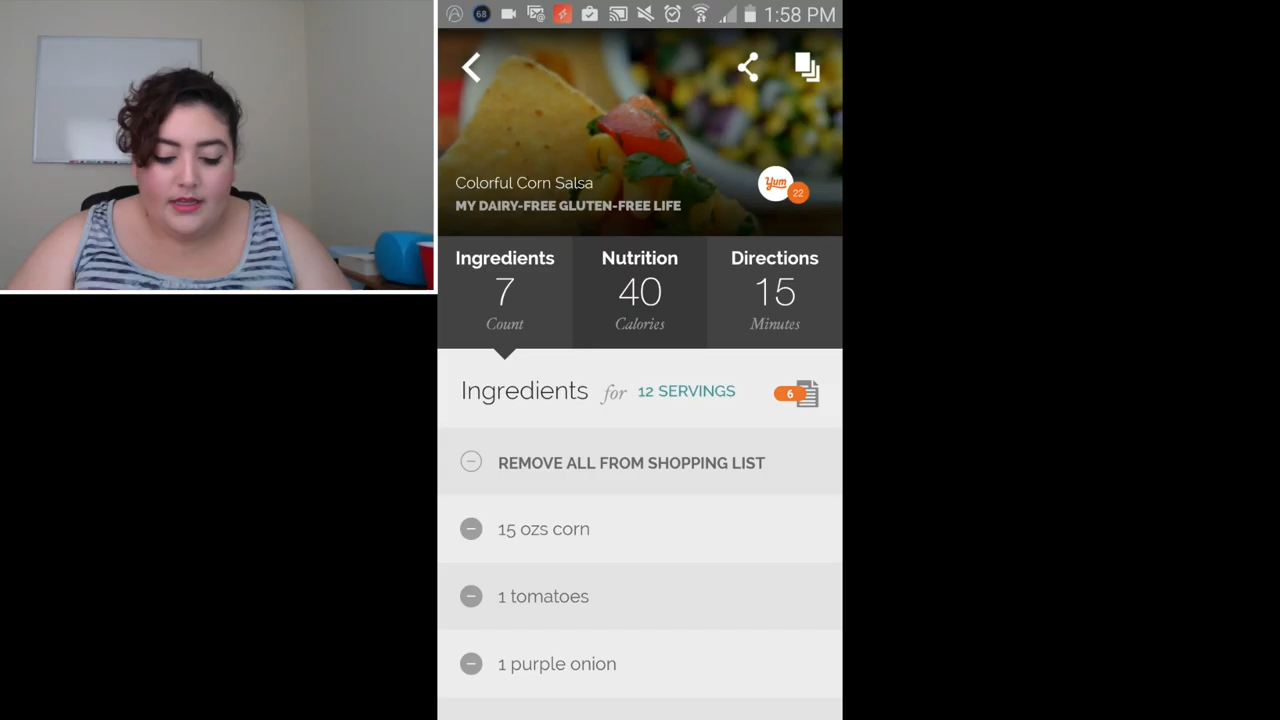 68
1:58 PM
Colorful Corn Salsa
MY DAIRY-FREE GLUTEN-FREE LIFE
Yum
22
Ingredients
7
Count
Nutrition
40
Calories
Directions
15
Minutes
Ingredients for 12 SERVINGS
6
REMOVE ALL FROM SHOPPING LIST
15 ozs corn
1 tomatoes
1 purple onion